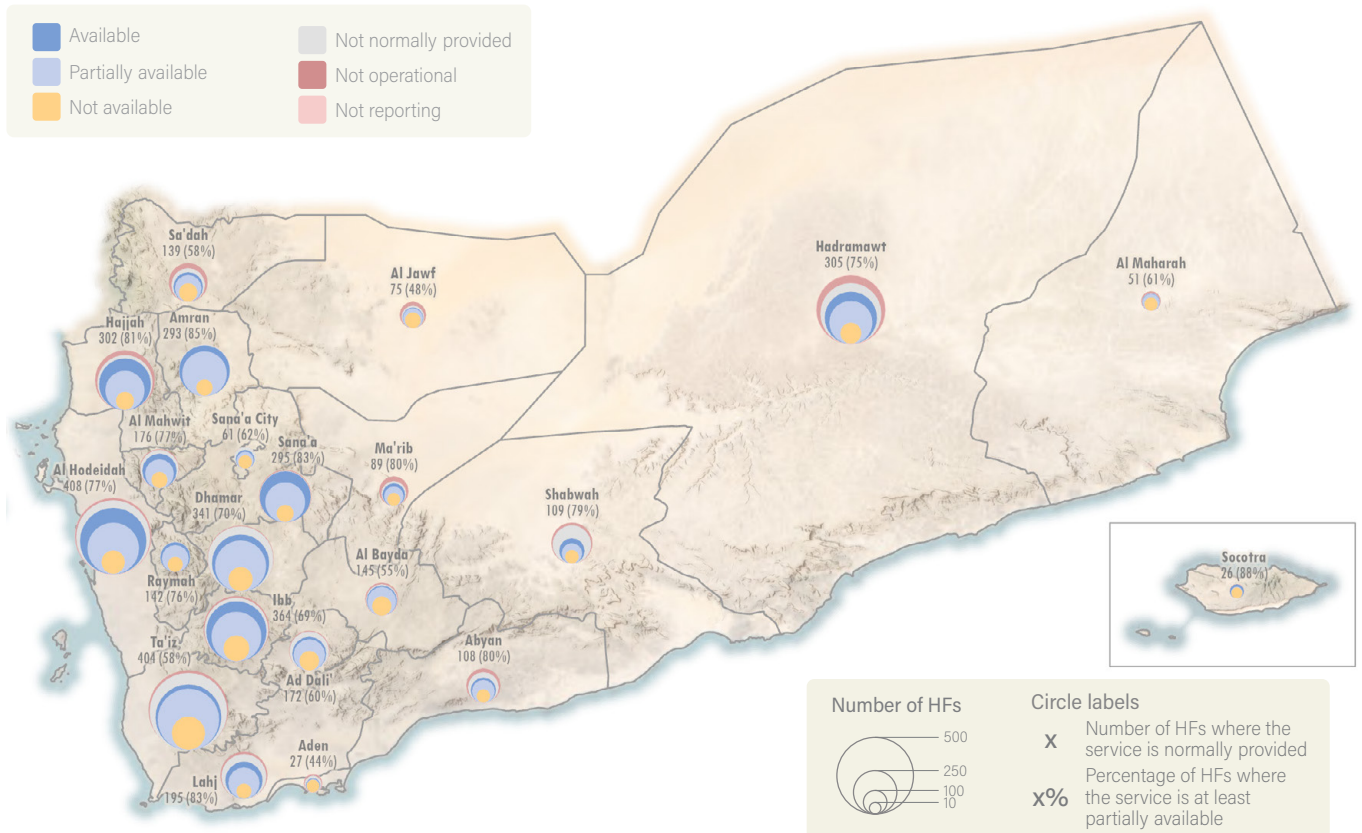 Available
Partially available
Not available
Not normally provided
Not operational
Not reporting
Sa'dah
139 (58%)
Al Jawf
75 (48%)
Hadramawt
305 (75%)
Al Maharah
51 (61%)
Hajjah
302 (81%)
Amran
293 (85%)
Al Mahwit
176 (77%)
Sana'a City
61 (62%)
Sana'a
295 (83%)
Ma'rib
89 (80%)
Al Hodeidah
408 (77%)
Dhamar
341 (70%)
Shabwah
109 (79%)
Al Bayda
145 (55%)
Raymah
142 (76%)
Ibb
364 (69%)
Socotra
26 (88%)
Ta'iz
404 (58%)
Ad Dali'
172 (60%)
Abyan
108 (80%)
Aden
27 (44%)
Lahj
195 (83%)
Number of HFs
500
250
100
10
Circle labels
x Number of HFs where the
service is normally provided
x% Percentage of HFs where
the service is at least
partially available